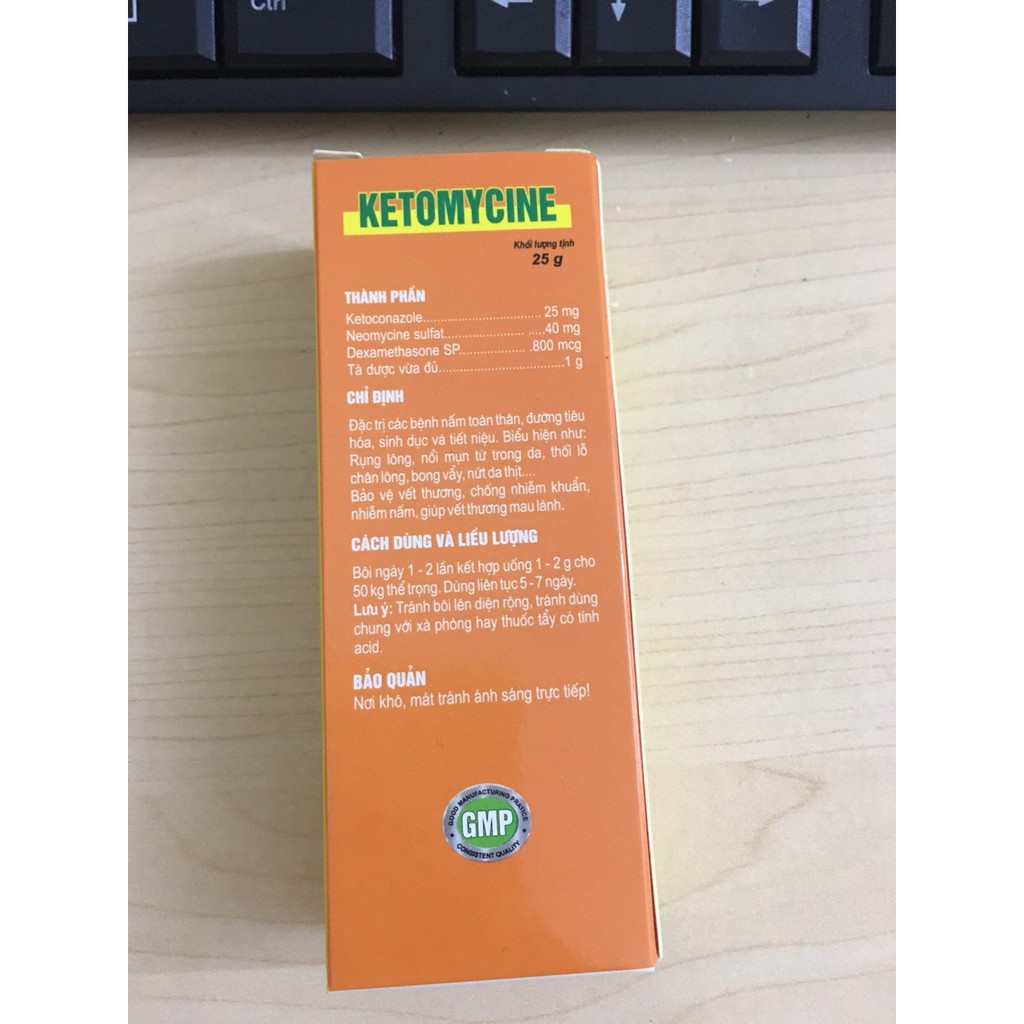 Ctrl
KETOMYCINE
Khối lượng tịnh
25 g
THÀNH PHẦN
Ketoconazole................................ 25 mg
Neomycine sulfat...................... .....40 mg
Dexamethasone SP.................. .800 mcg
Tá dược vừa đủ..................................1 g
CHỈ ĐỊNH
Đặc trị các bệnh nấm toàn thân, đường tiêu
hóa, sinh dục và tiết niệu. Biểu hiện như:
Rụng lông, nổi mụn từ trong da, thối lỗ
chân lông, bong vẩy, nứt da thịt....
Bảo vệ vết thương, chống nhiễm khuẩn,
nhiễm nấm, giúp vết thương mau lành.
CÁCH DÙNG VÀ LIỀU LƯỢNG
Bôi ngày 1 - 2 lần kết hợp uống 1 - 2 g cho
50 kg thể trọng. Dùng liên tục 5 - 7 ngày.
Lưu ý: Tránh bôi lên diện rộng, tránh dùng
chung với xà phòng hay thuốc tẩy có tính
acid.
BẢO QUẢN
Nơi khô, mát tránh ánh sáng trực tiếp!
GOOD MANUFACTURING PRATICE
GMP
CONSISTENT QUALITY